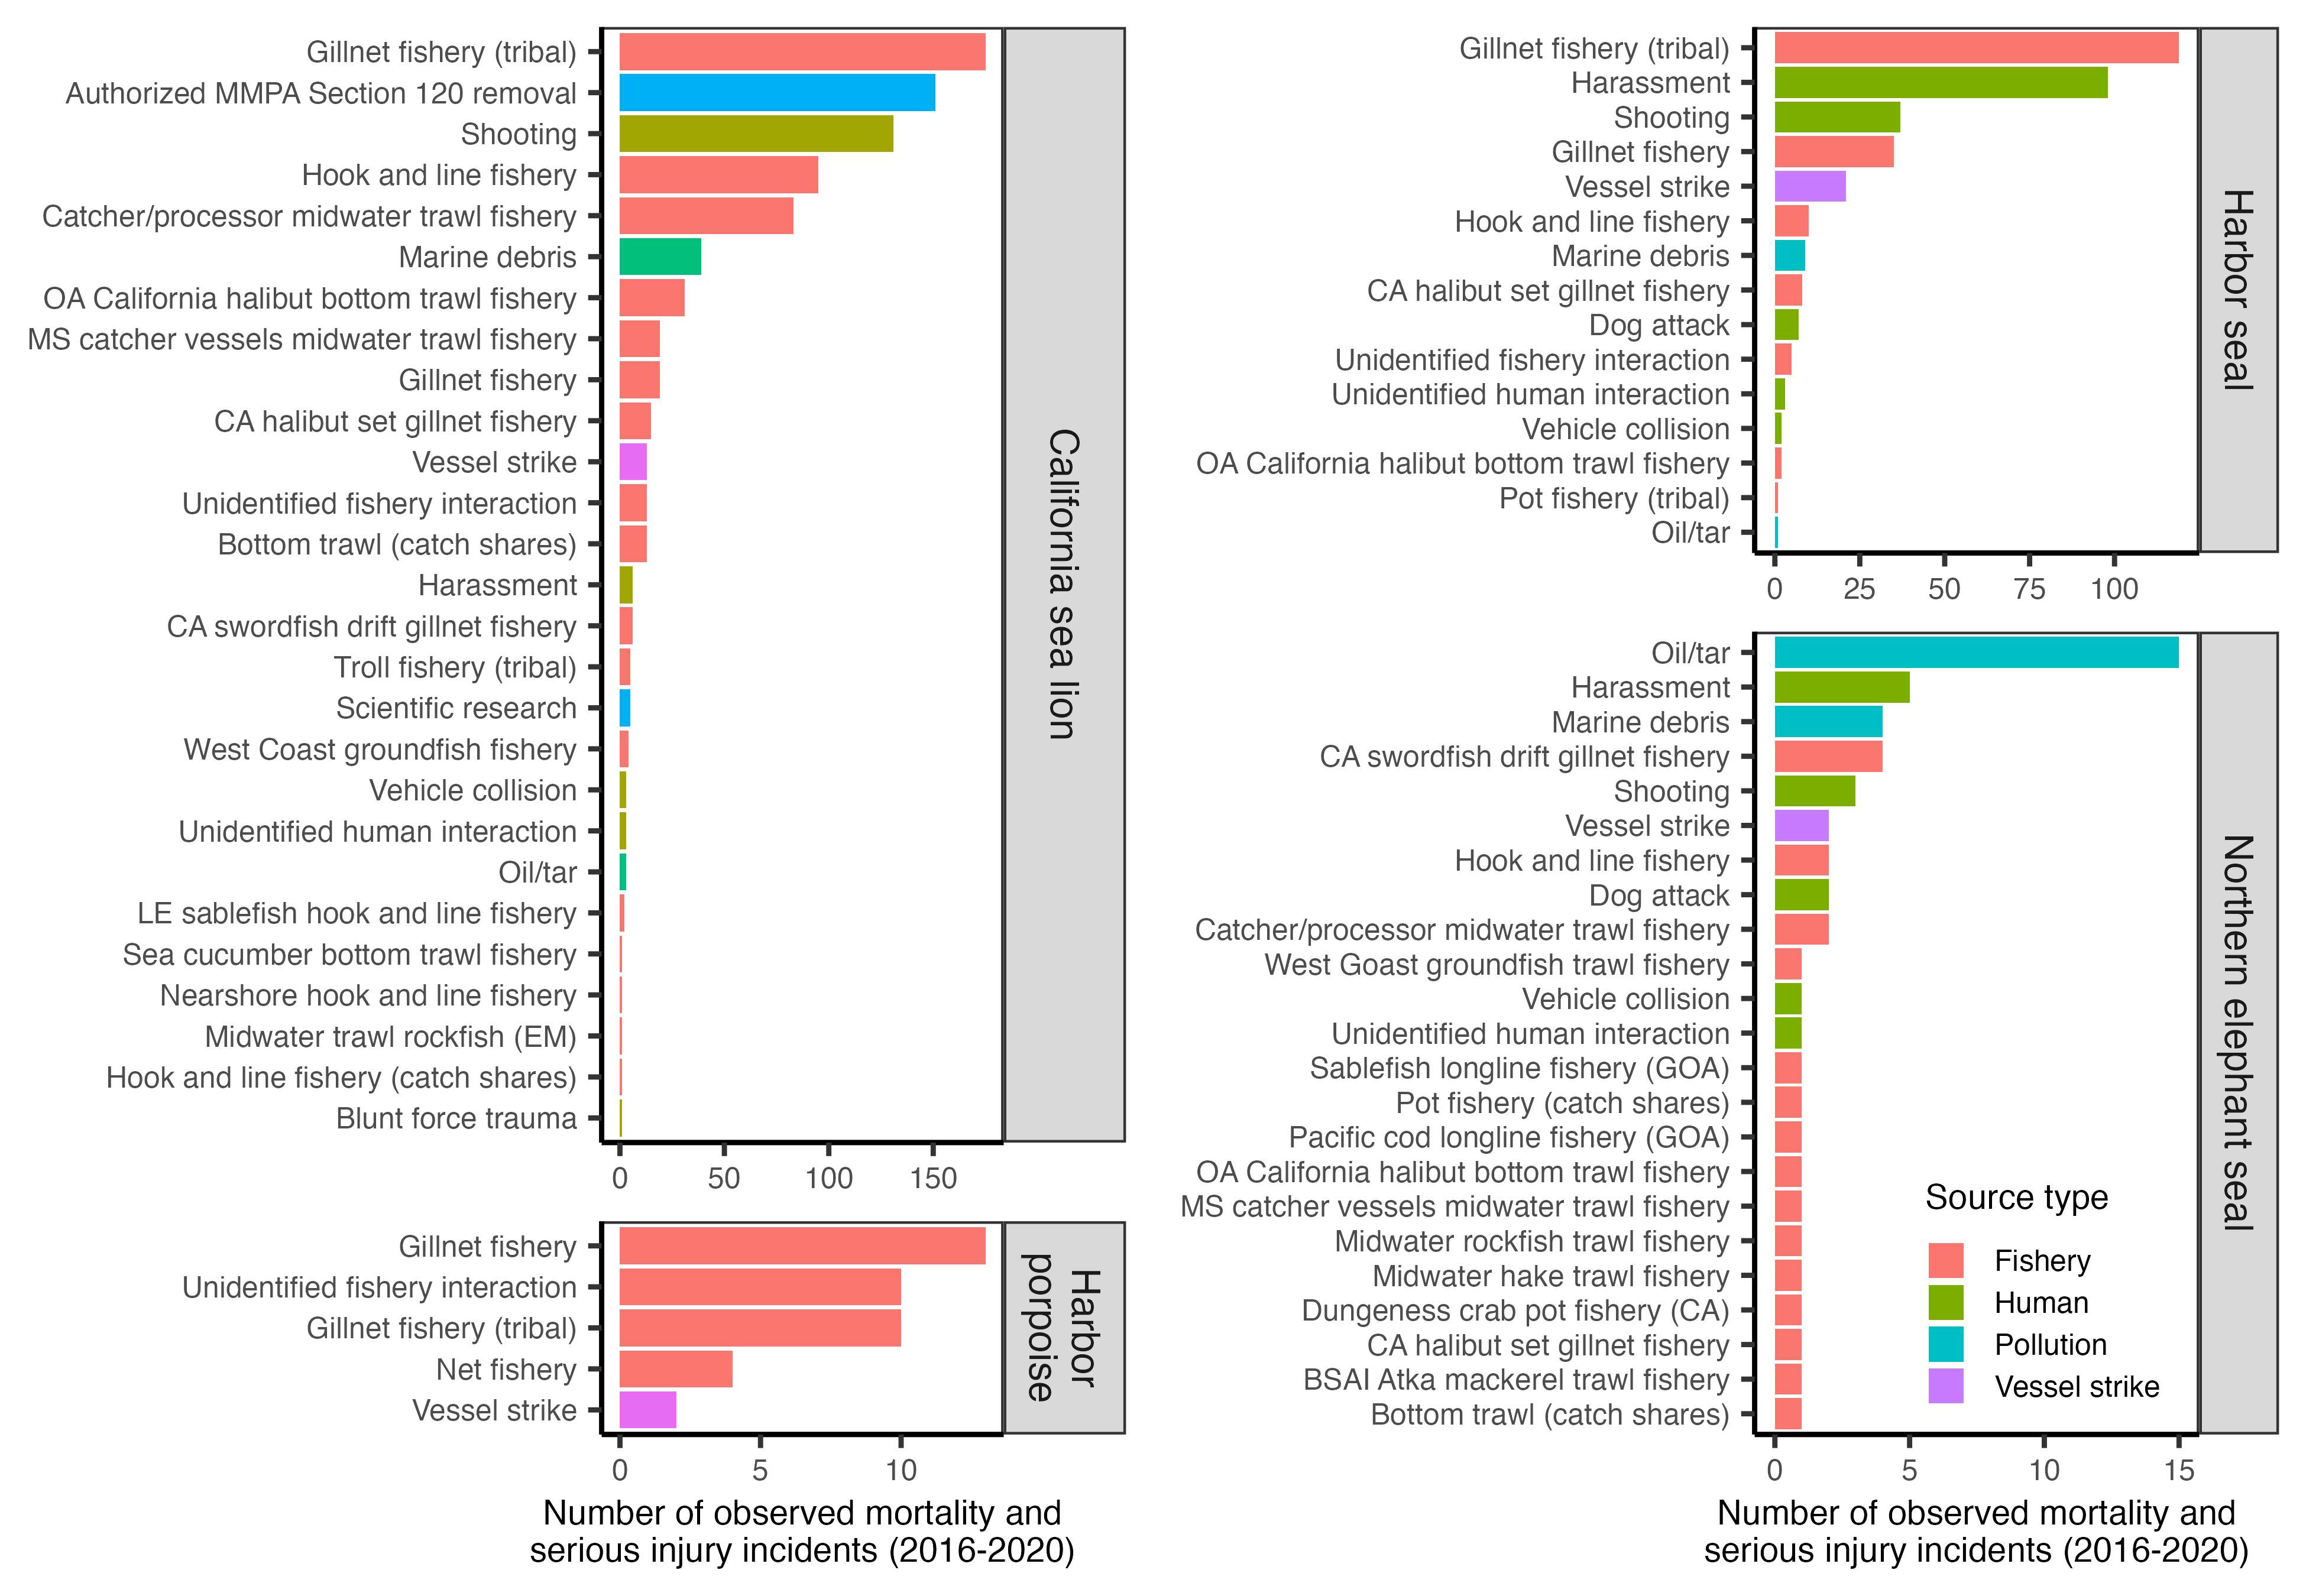 Gillnet fishery (tribal)
Authorized MMPA Section 120 removal
Shooting
Hook and line fishery
Catcher/processor midwater trawl fishery
Marine debris
OA California halibut bottom trawl fishery
MS catcher vessels midwater trawl fishery
Gillnet fishery
CA halibut set gillnet fishery
Vessel strike
Unidentified fishery interaction
Bottom trawl (catch shares)
Harassment
CA swordfish drift gillnet fishery
Troll fishery (tribal)
Scientific research
West Coast groundfish fishery
Vehicle collision
Unidentified human interaction
Oil/tar
LE sablefish hook and line fishery
Sea cucumber bottom trawl fishery
Nearshore hook and line fishery
Midwater trawl rockfish (EM)
Hook and line fishery (catch shares)
Blunt force trauma
0 50 100 150
California sea lion
Gillnet fishery
Unidentified fishery interaction
Gillnet fishery (tribal)
Net fishery
Vessel strike
0 5 10
Harbor
porpoise
Number of observed mortality and
serious injury incidents (2016-2020)
Gillnet fishery (tribal)
Harassment
Shooting
Gillnet fishery
Vessel strike
Hook and line fishery
Marine debris
CA halibut set gillnet fishery
Dog attack
Unidentified fishery interaction
Unidentified human interaction
Vehicle collision
OA California halibut bottom trawl fishery
Pot fishery (tribal)
Oil/tar
0 25 50 75 100
Harbor seal
Oil/tar
Harassment
Marine debris
CA swordfish drift gillnet fishery
Shooting
Vessel strike
Hook and line fishery
Dog attack
Catcher/processor midwater trawl fishery
West Goast groundfish trawl fishery
Vehicle collision
Unidentified human interaction
Sablefish longline fishery (GOA)
Pot fishery (catch shares)
Pacific cod longline fishery (GOA)
OA California halibut bottom trawl fishery
MS catcher vessels midwater trawl fishery
Midwater rockfish trawl fishery
Midwater hake trawl fishery
Dungeness crab pot fishery (CA)
CA halibut set gillnet fishery
BSAI Atka mackerel trawl fishery
Bottom trawl (catch shares)
0 5 10 15
Northern elephant seal
Source type
Fishery
Human
Pollution
Vessel strike
Number of observed mortality and
serious injury incidents (2016-2020)